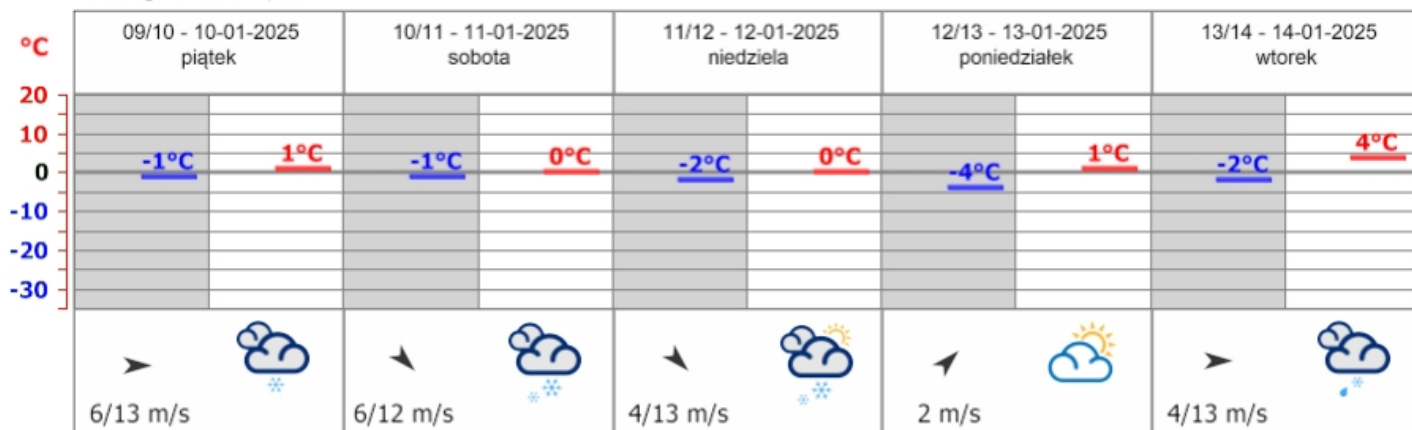 °C
09/10 - 10-01-2025
piątek
10/11 - 11-01-2025
sobota
11/12 - 12-01-2025
niedziela
12/13 - 13-01-2025
poniedziałek
13/14 - 14-01-2025
wtorek
20
10
0
-10
-20
-30
-1°C
1°C
-1°C
0°C
-2°C
0°C
-4°C
1°C
-2°C
4°C
6/13 m/s
6/12 m/s
4/13 m/s
2 m/s
4/13 m/s